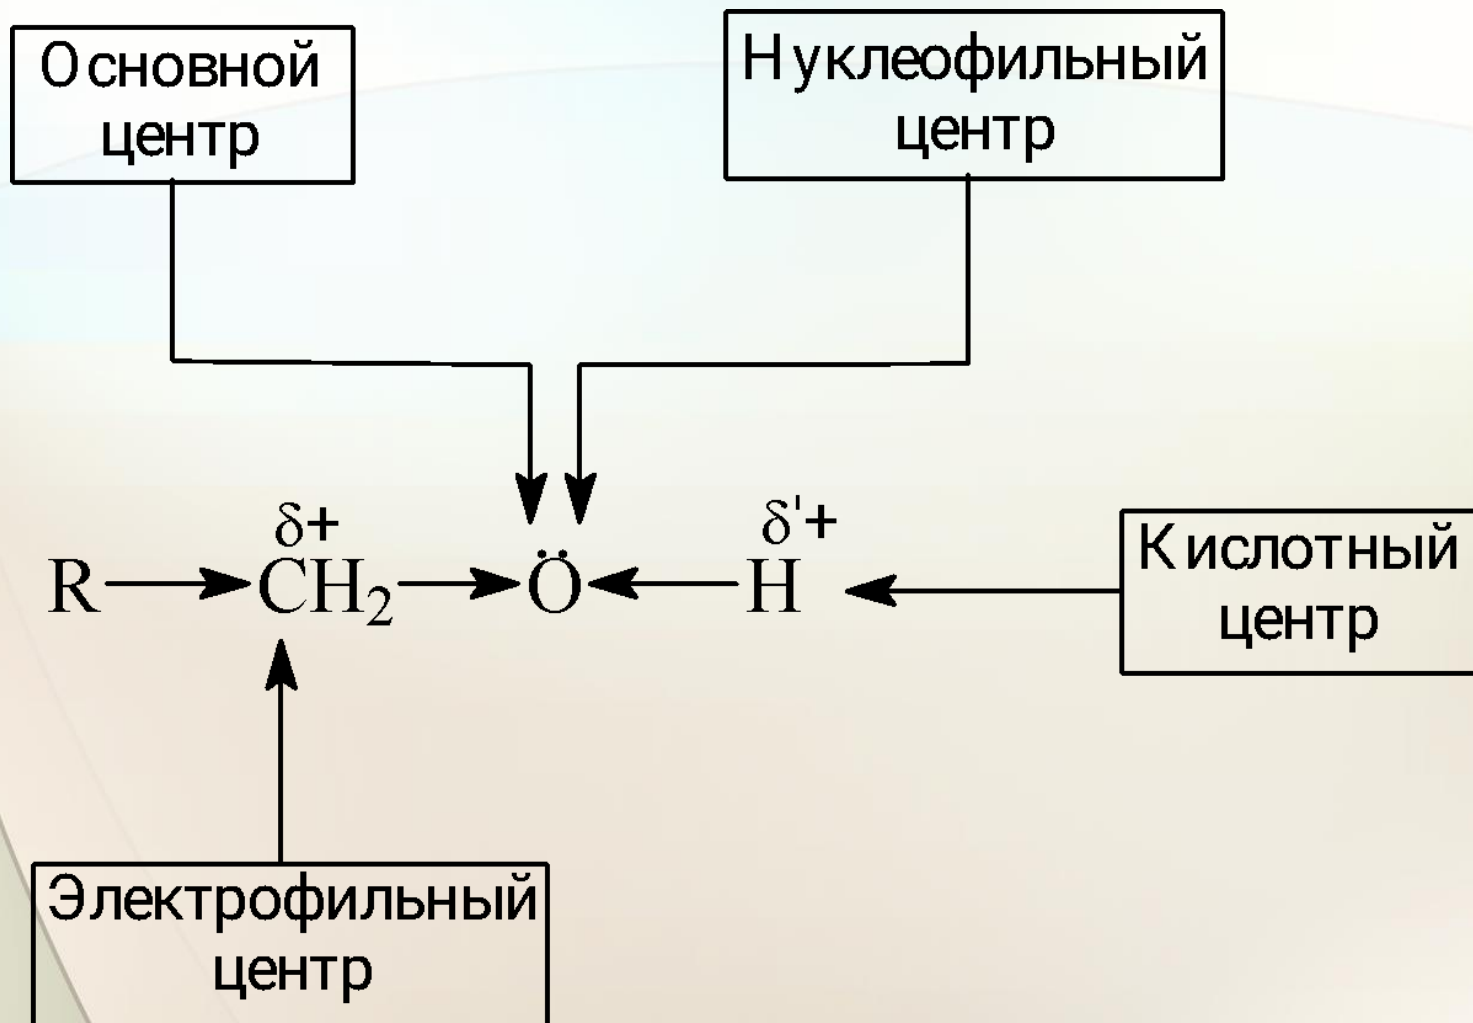 Основной
центр
Нуклеофильный
центр
δ+
δ'+
R CH₂ Ö H
Кислотный
центр
Электрофильный
центр